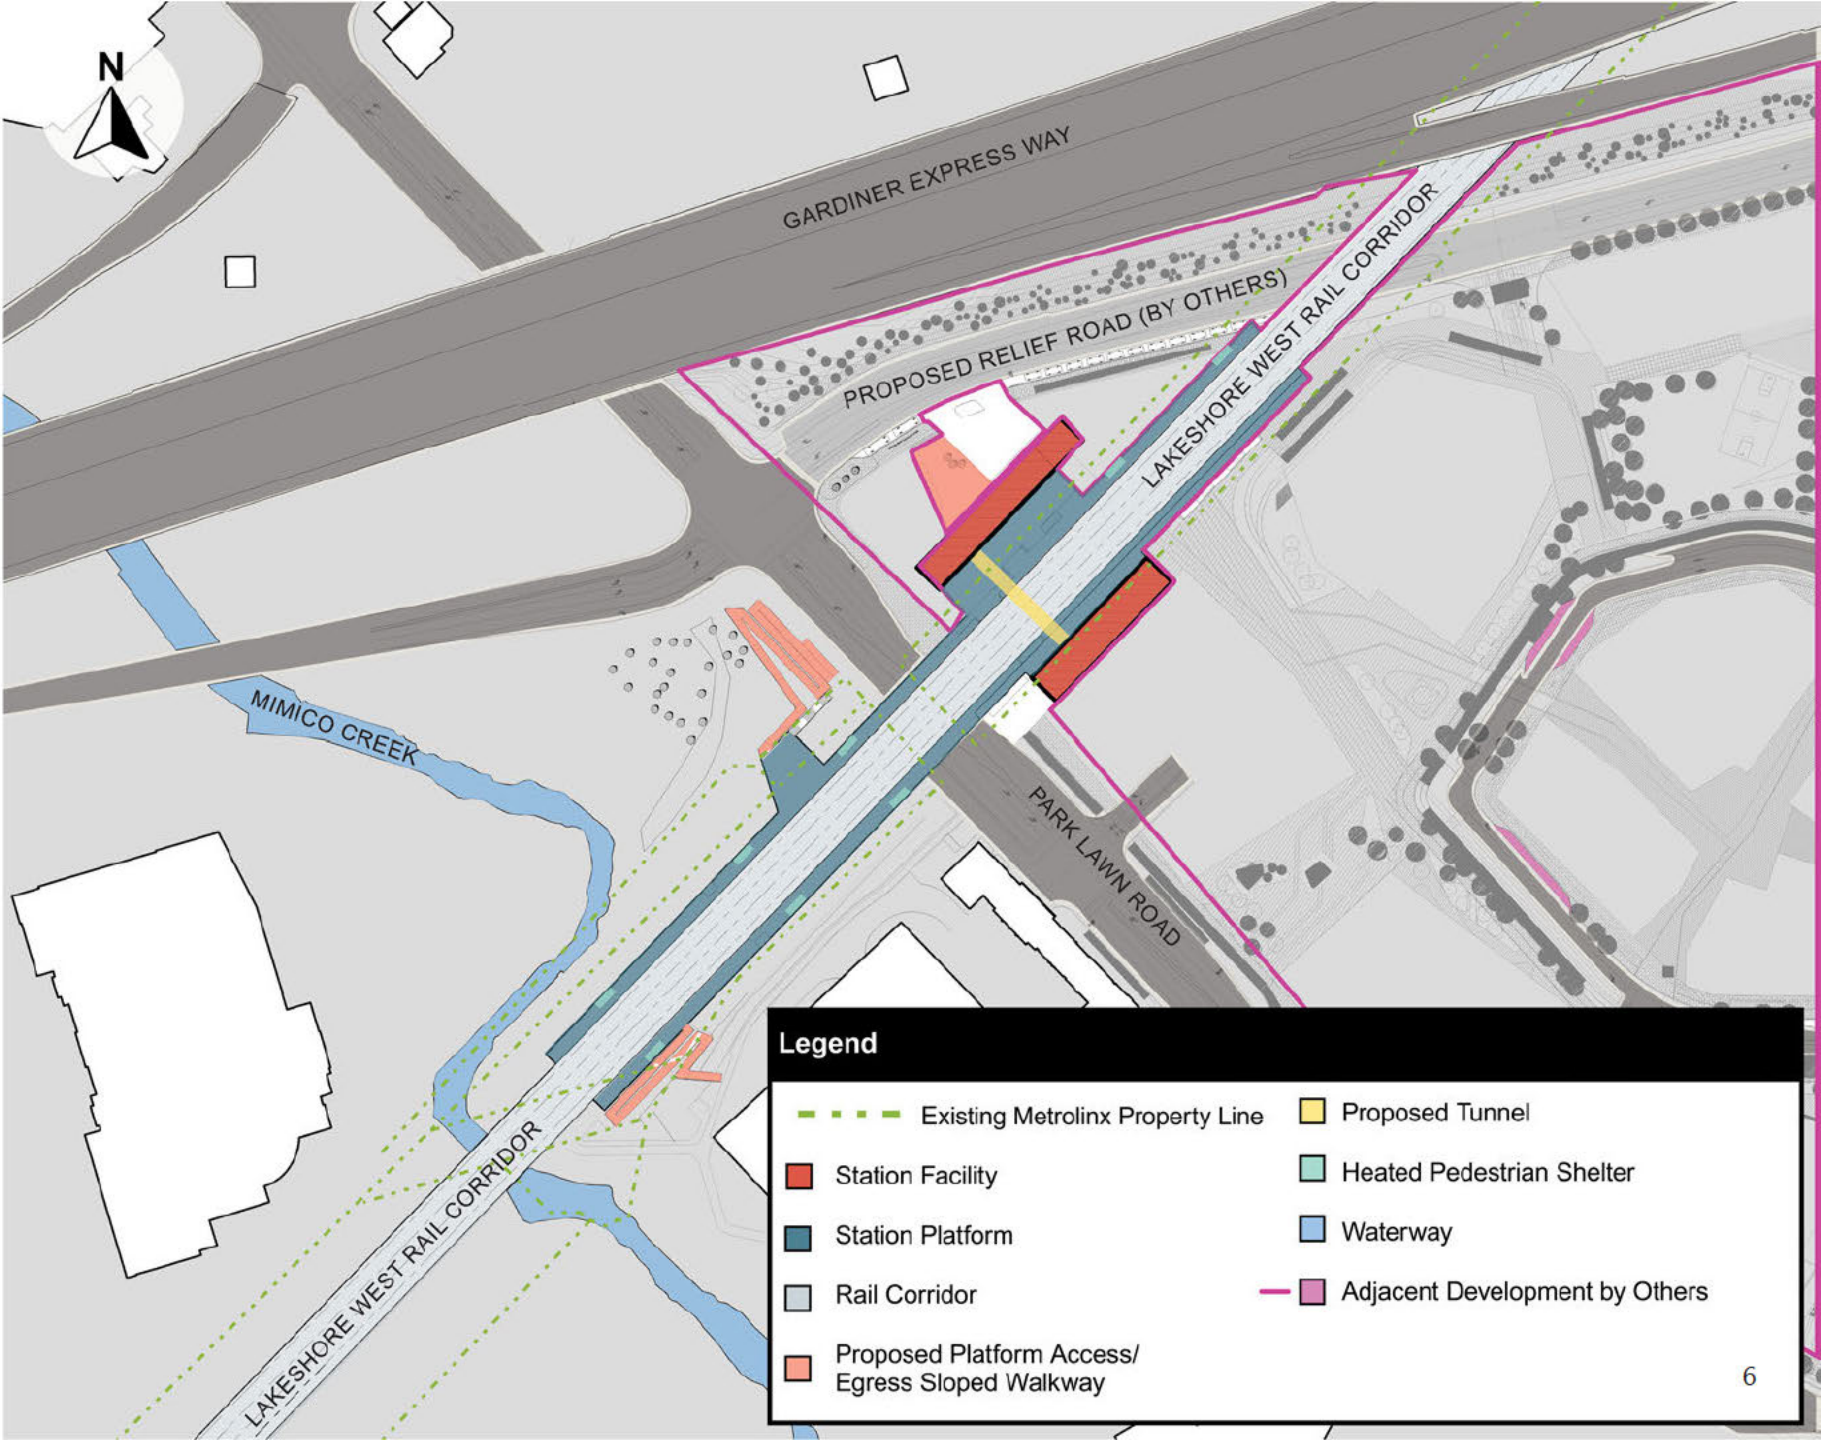 N
GARDINER EXPRESS WAY
PROPOSED RELIEF ROAD (BY OTHERS)
LAKESHORE WEST RAIL CORRIDOR
MIMICO CREEK
PARK LAWN ROAD
LAKESHORE WEST RAIL CORRIDOR
Legend
Existing Metrolinx Property Line
Station Facility
Station Platform
Rail Corridor
Proposed Platform Access/
Egress Sloped Walkway
Proposed Tunnel
Heated Pedestrian Shelter
Waterway
Adjacent Development by Others
6